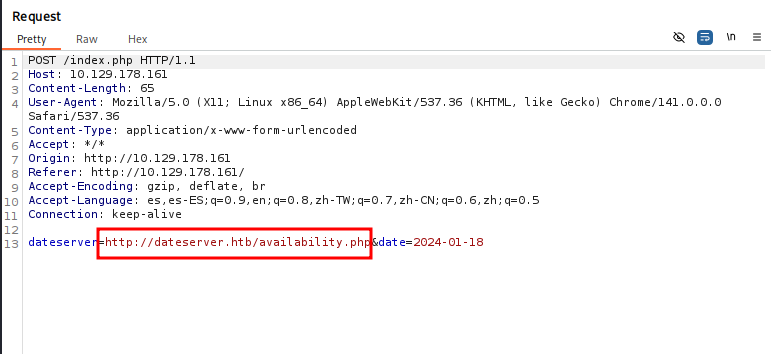 Request
Pretty Raw Hex
\n
1 POST /index.php HTTP/1.1
2 Host: 10.129.178.161
3 Content-Length: 65
4 User-Agent: Mozilla/5.0 (X11; Linux x86_64) AppleWebKit/537.36 (KHTML, like Gecko) Chrome/141.0.0.0
Safari/537.36
5 Content-Type: application/x-www-form-urlencoded
6 Accept: */*
7 Origin: http://10.129.178.161
8 Referer: http://10.129.178.161/
9 Accept-Encoding: gzip, deflate, br
10 Accept-Language: es,es-ES;q=0.9,en;q=0.8,zh-TW;q=0.7,zh-CN;q=0.6,zh;q=0.5
11 Connection: keep-alive
12
13 dateserver=http://dateserver.htb/availability.php&date=2024-01-18